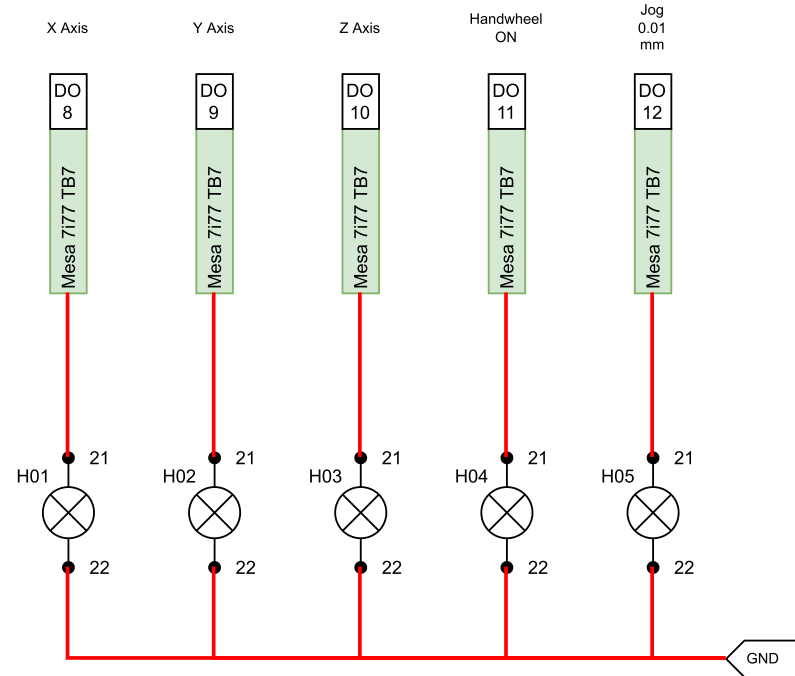 X Axis
Y Axis
Z Axis
Handwheel
ON
Jog
0.01
mm
DO
8
DO
9
DO
10
DO
11
DO
12
Mesa 7i77 TB7
Mesa 7i77 TB7
Mesa 7i77 TB7
Mesa 7i77 TB7
Mesa 7i77 TB7
H01
21
22
H02
21
22
H03
21
22
H04
21
22
H05
21
22
GND